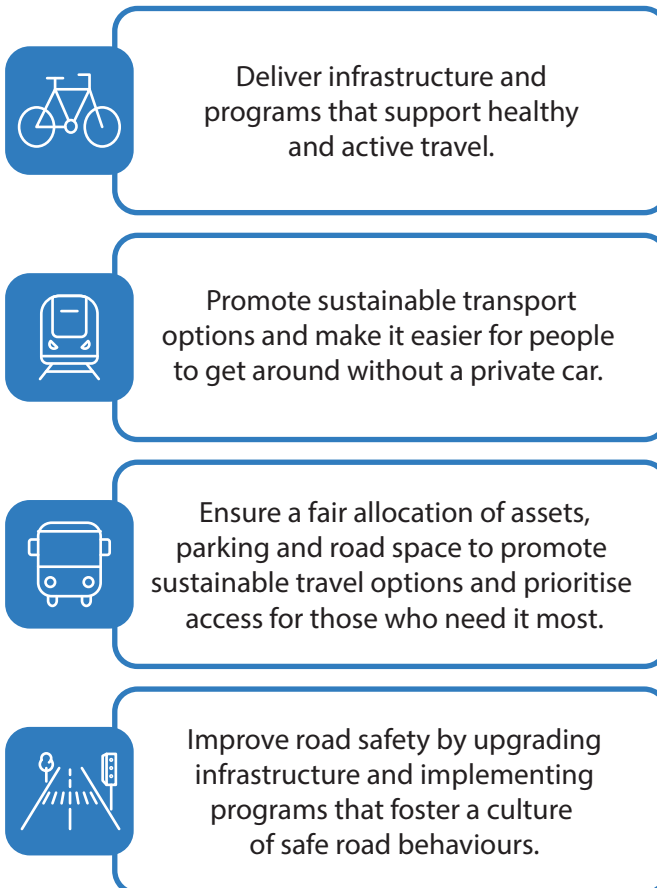 Deliver infrastructure and
programs that support healthy
and active travel.
Promote sustainable transport
options and make it easier for people
to get around without a private car.
Ensure a fair allocation of assets,
parking and road space to promote
sustainable travel options and prioritise
access for those who need it most.
Improve road safety by upgrading
infrastructure and implementing
programs that foster a culture
of safe road behaviours.